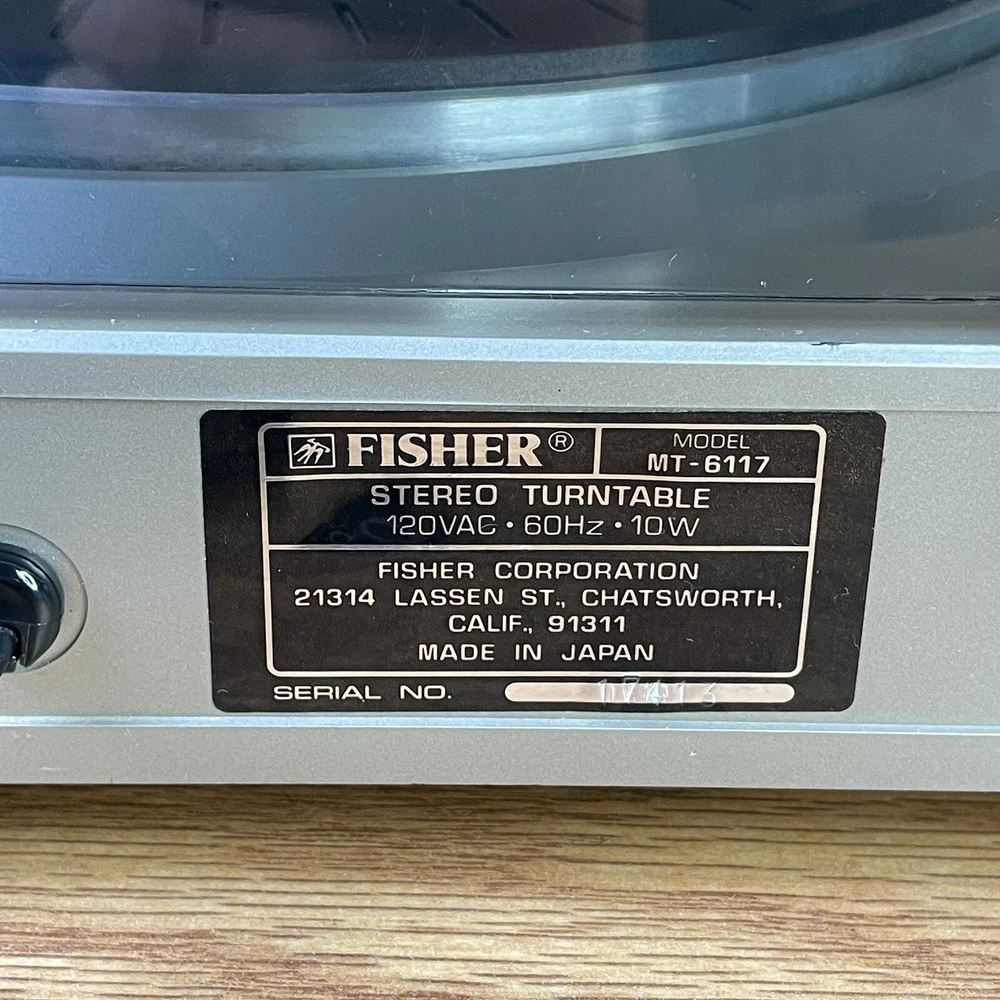 FISHER®
MODEL
MT-6117
STEREO TURNTABLE
120VAC · 60Hz · 10W
FISHER CORPORATION
21314 LASSEN ST., CHATSWORTH,
CALIF., 91311
MADE IN JAPAN
SERIAL NO.